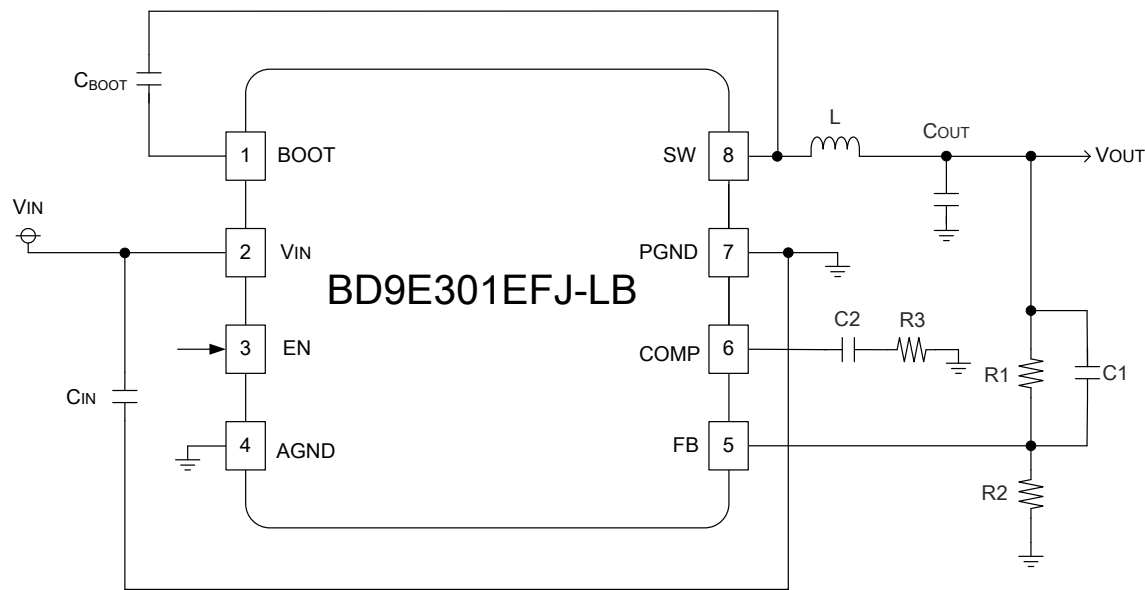 CBOOT
L
COUT
1
BOOT
SW
8
VOUT
VIN
2
VIN
PGND
7
BD9E301EFJ-LB
3
EN
COMP
6
C2
R3
CIN
R1
C1
4
AGND
FB
5
R2